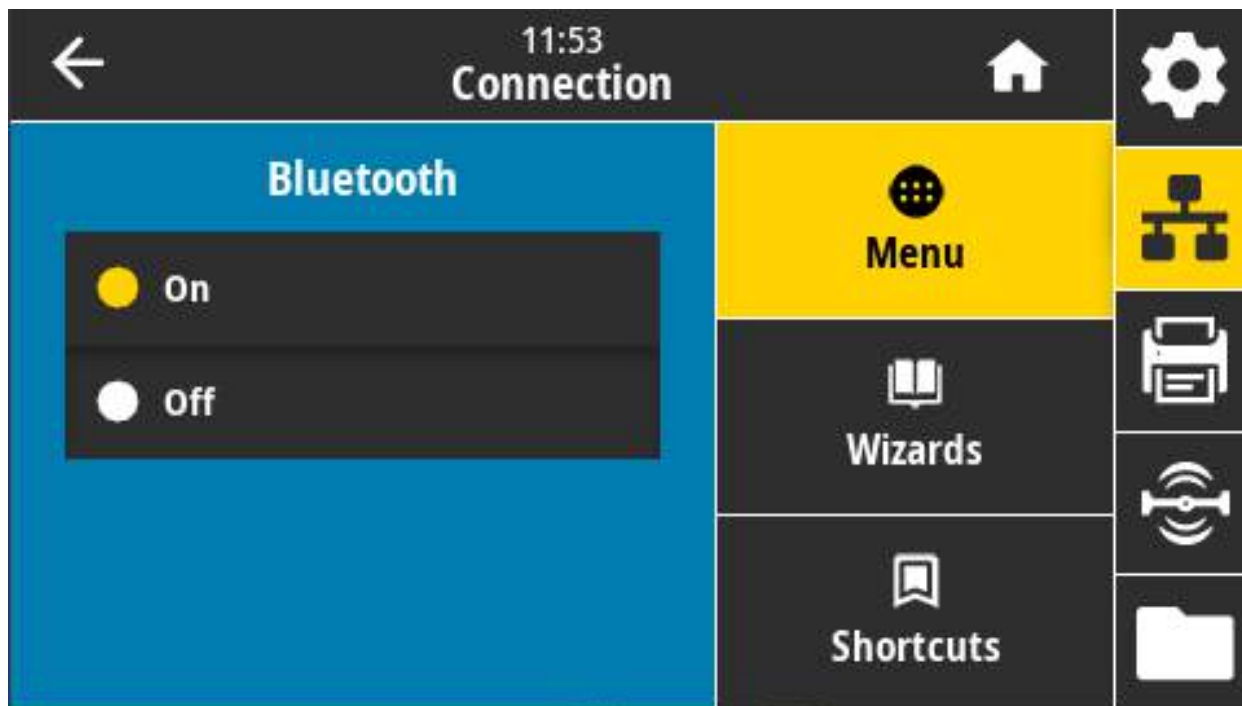 11:53
Connection
Bluetooth
On
Off
Menu
Wizards
Shortcuts